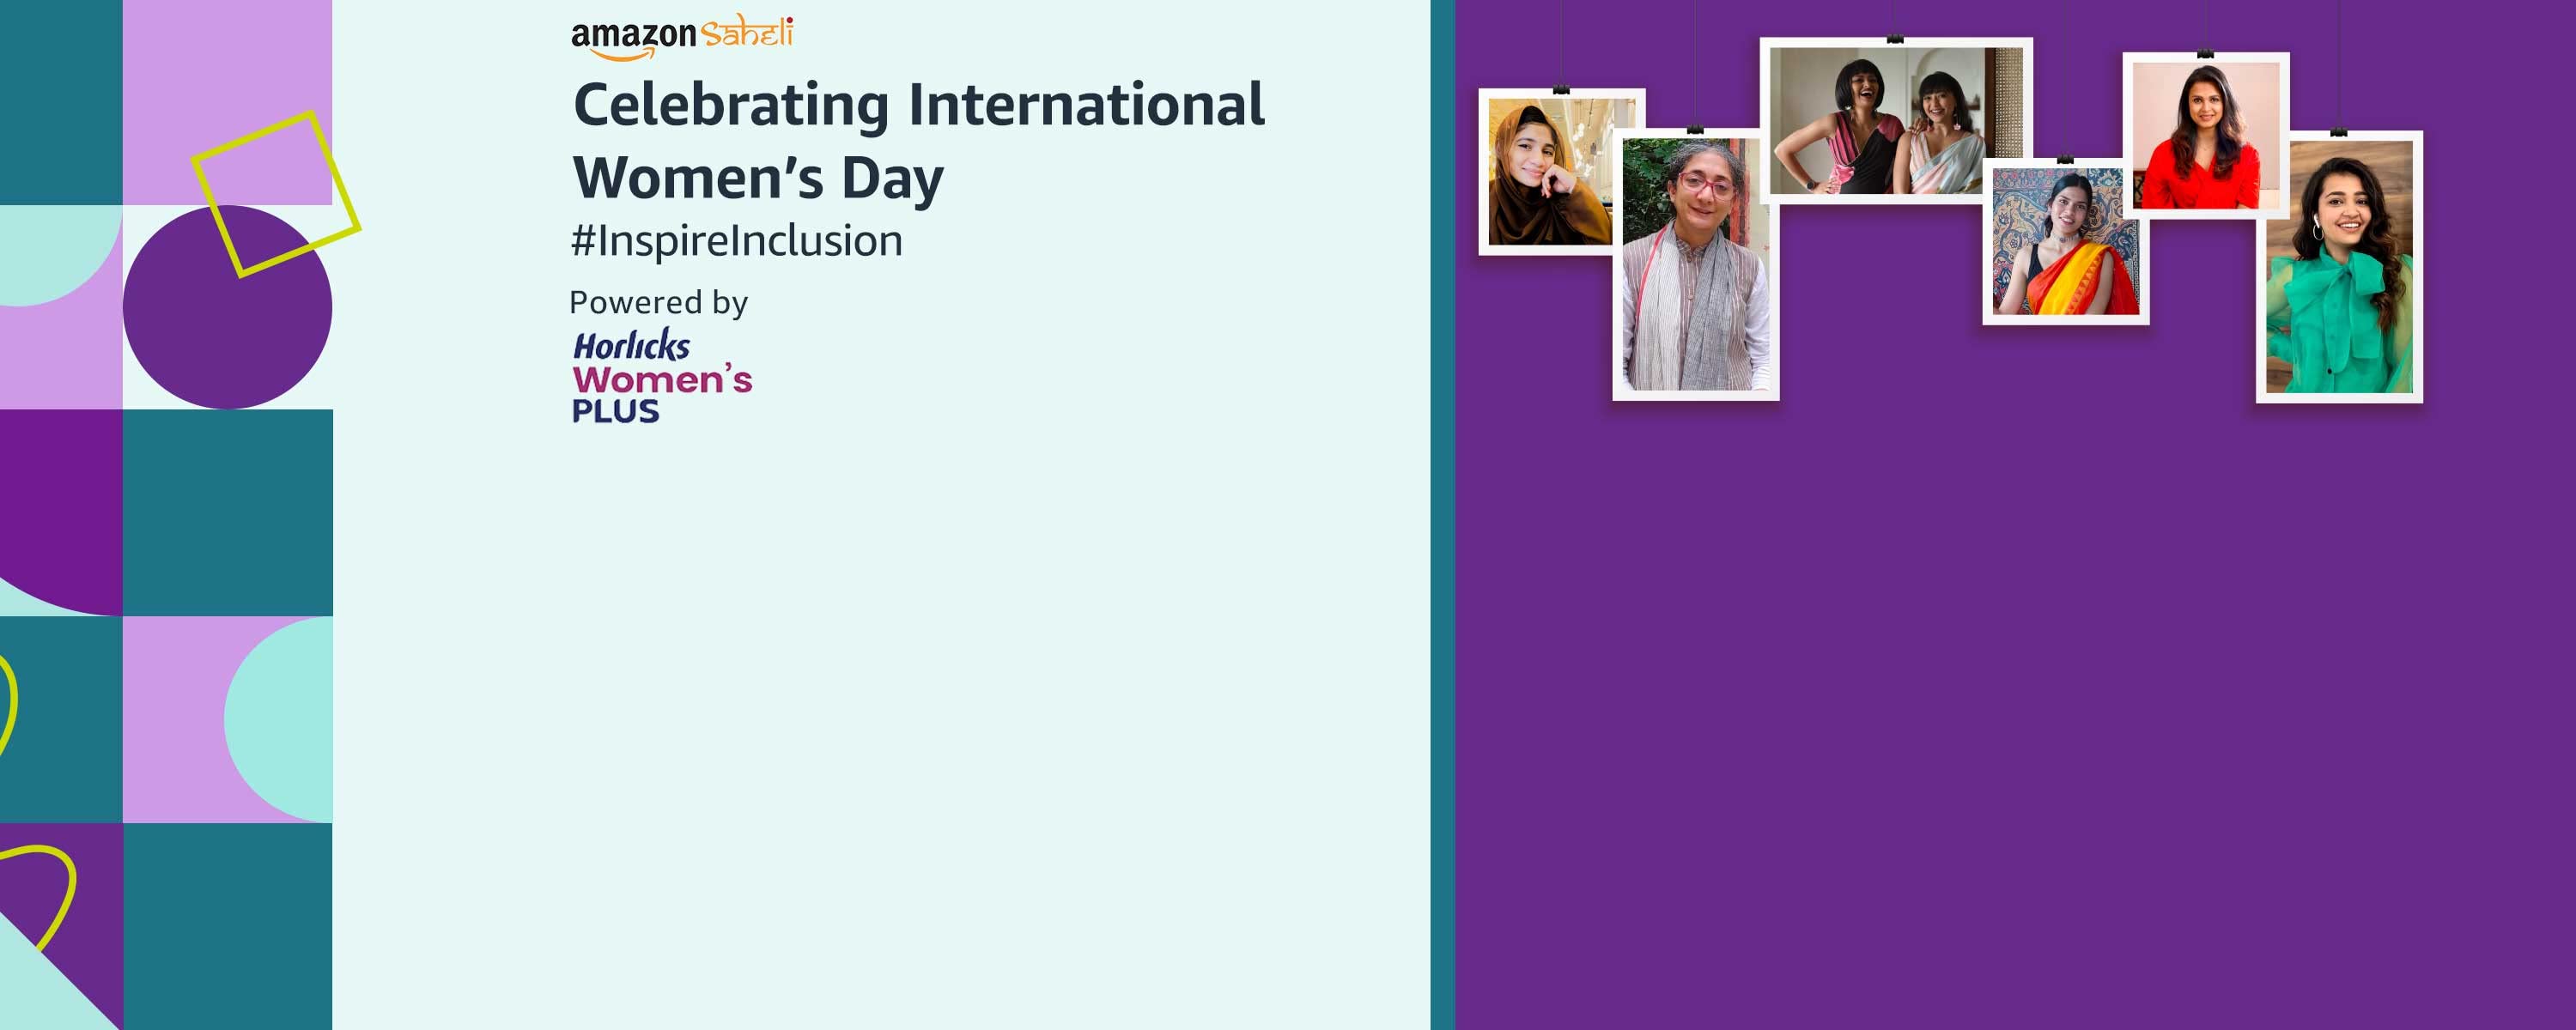 amazon Saheli
Celebrating International
Women’s Day
#InspireInclusion
Powered by
Horlicks
Women’s
PLUS